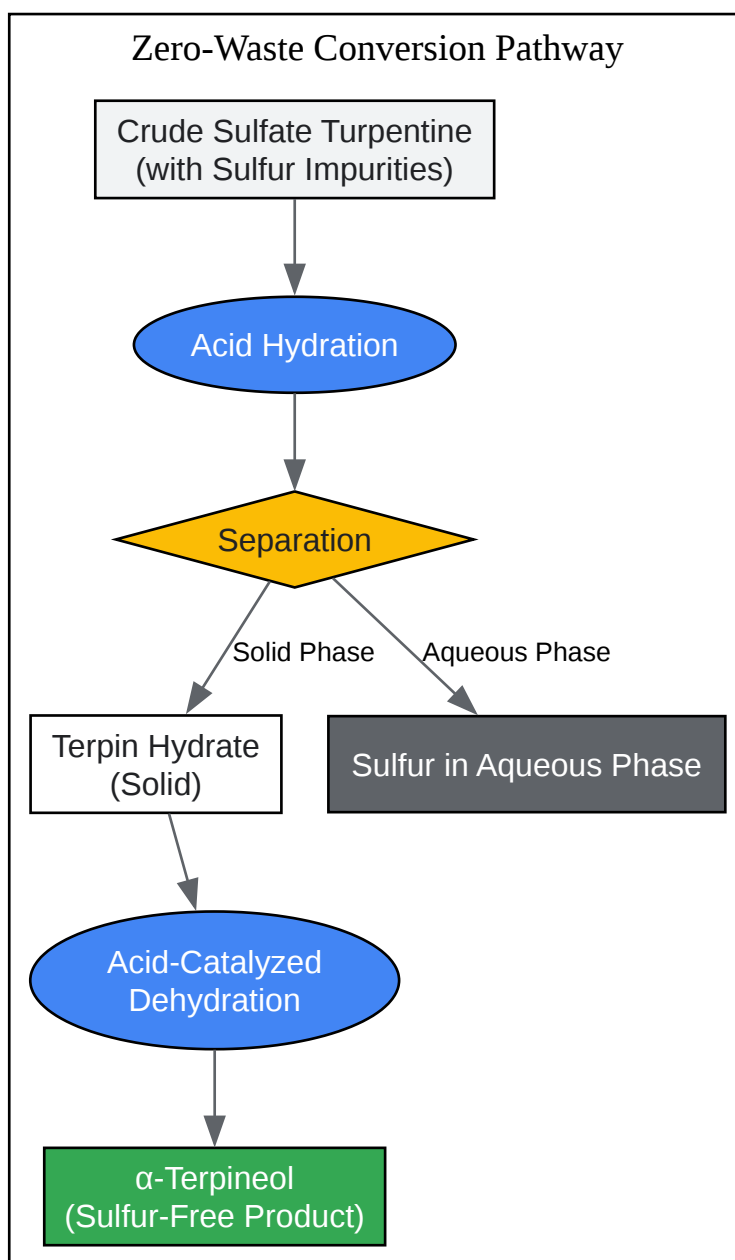 Zero-Waste Conversion Pathway
Crude Sulfate Turpentine
(with Sulfur Impurities)
Acid Hydration
Separation
Solid Phase
Aqueous Phase
Terpin Hydrate
(Solid)
Sulfur in Aqueous Phase
Acid-Catalyzed
Dehydration
α-Terpineol
(Sulfur-Free Product)